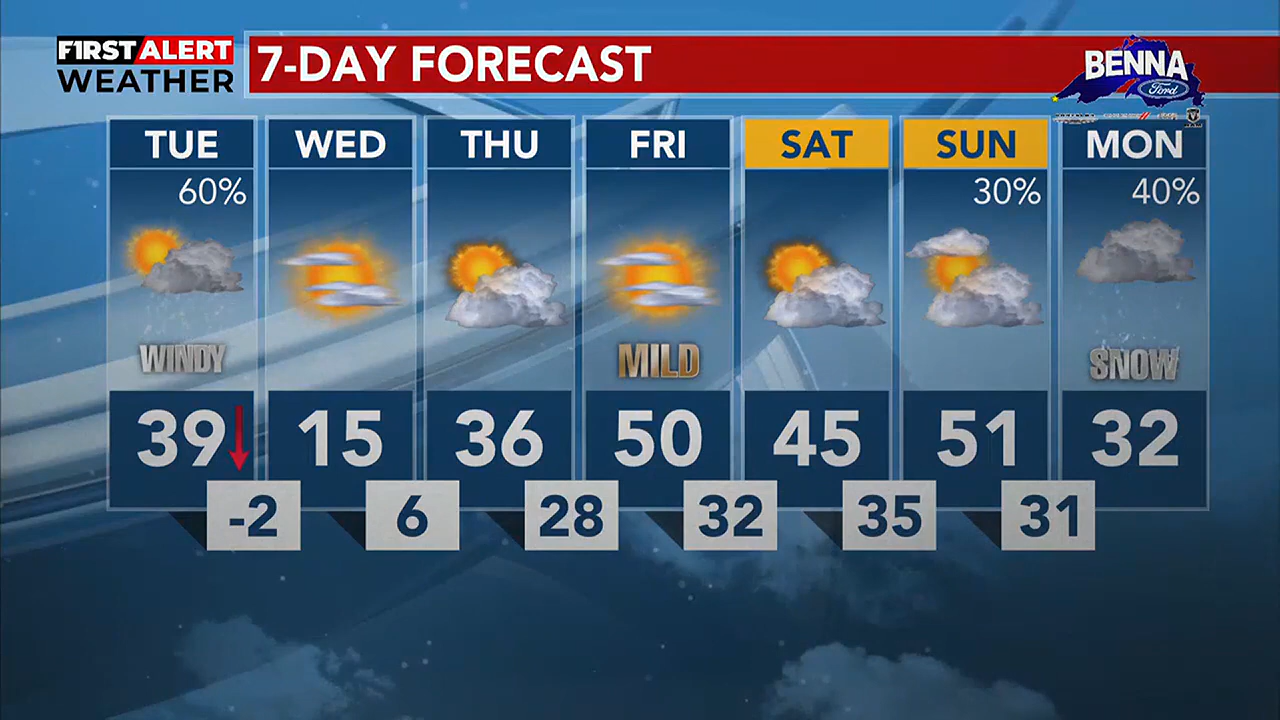 FIRST ALERT
WEATHER
7-DAY FORECAST
BENNA
Ford
TUE WED THU FRI SAT SUN MON
60% 30% 40%
WINDY MILD SNOW
39 15 36 50 45 51 32
-2 6 28 32 35 31